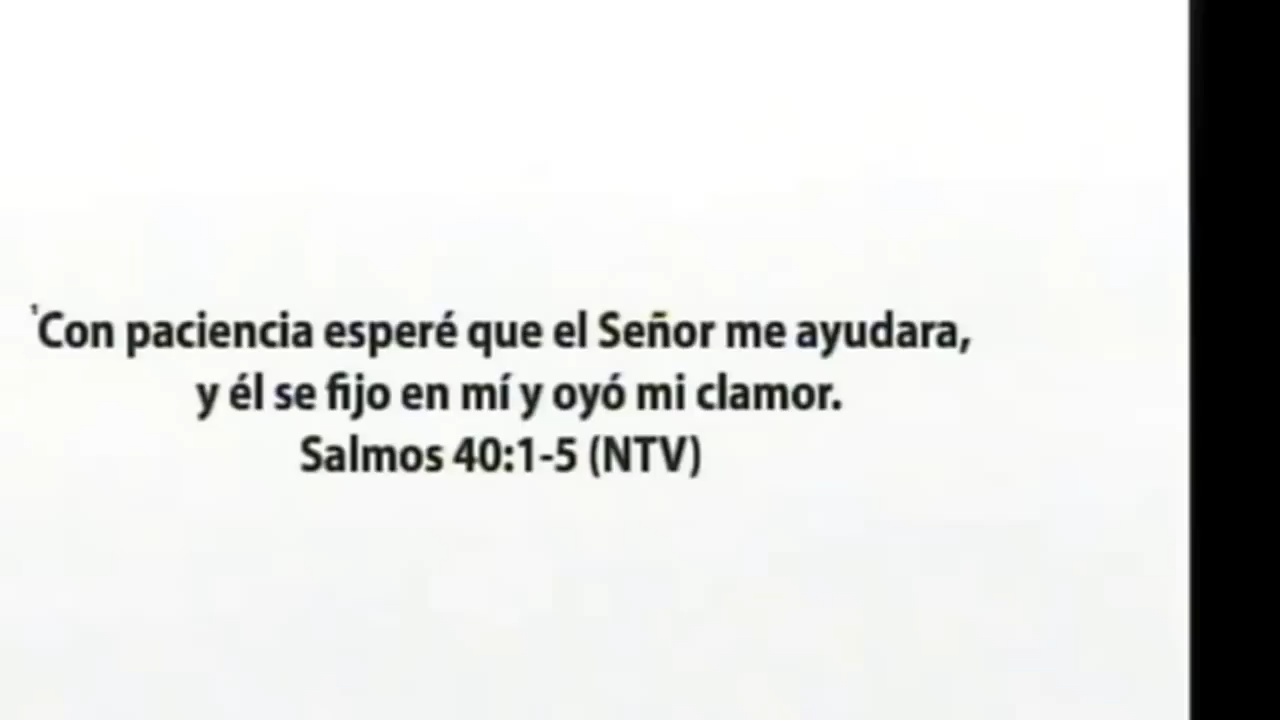 ¹Con paciencia esperé que el Señor me ayudara,
y él se fijo en mí y oyó mi clamor.
Salmos 40:1-5 (NTV)